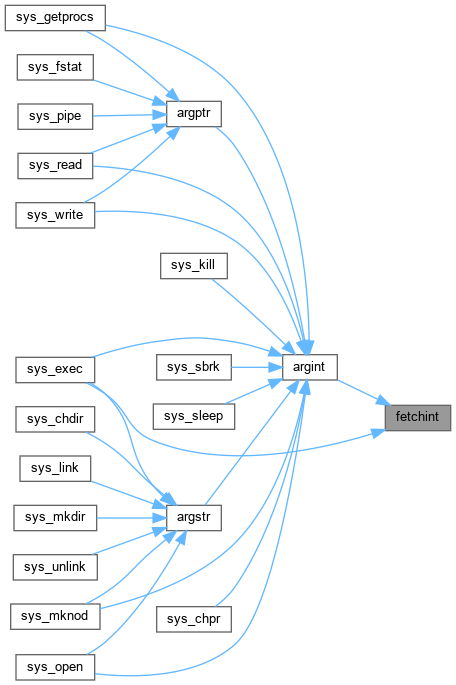 sys_getprocs
sys_fstat
argptr
sys_pipe
sys_read
sys_write
sys_kill
sys_exec
sys_sbrk
argint
sys_chdir
sys_sleep
fetchint
sys_link
sys_mkdir
argstr
sys_unlink
sys_mknod
sys_chpr
sys_open